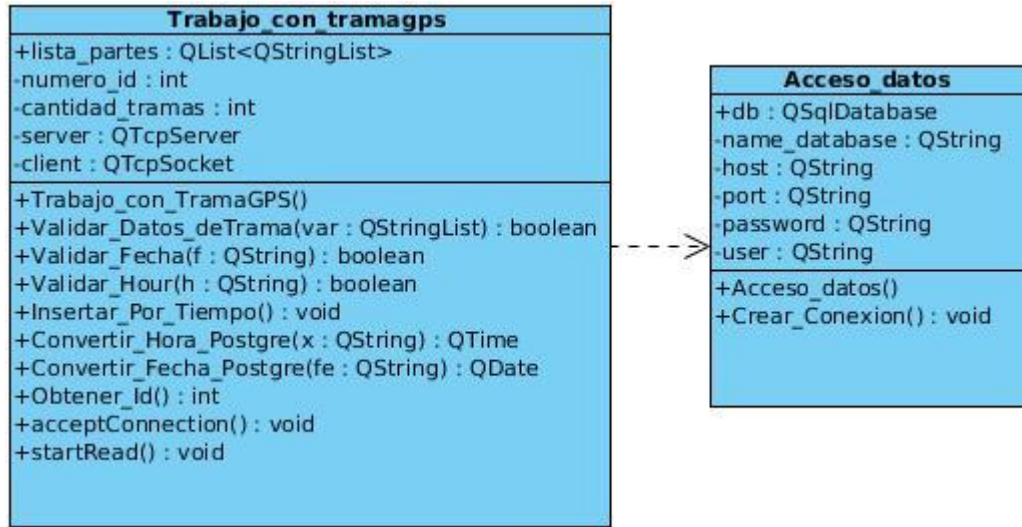 Trabajo_con_tramagps
+lista_partes : QList<QStringList>
-numero_id : int
-cantidad_tramas : int
-server : QTcpServer
-client : QTcpSocket
+Trabajo_con_TramaGPS()
+Validar_Datos_deTrama(var : QStringList) : boolean
+Validar_Fecha(f : QString) : boolean
+Validar_Hour(h : QString) : boolean
+Insertar_Por_Tiempo() : void
+Convertir_Hora_Postgre(x : QString) : QTime
+Convertir_Fecha_Postgre(fe : QString) : QDate
+Obtener_Id() : int
+acceptConnection() : void
+startRead() : void
Acceso_datos
+db : QSqlDatabase
-name_database : QString
-host : QString
-port : QString
-password : QString
-user : QString
+Acceso_datos()
+Crear_Conexion() : void